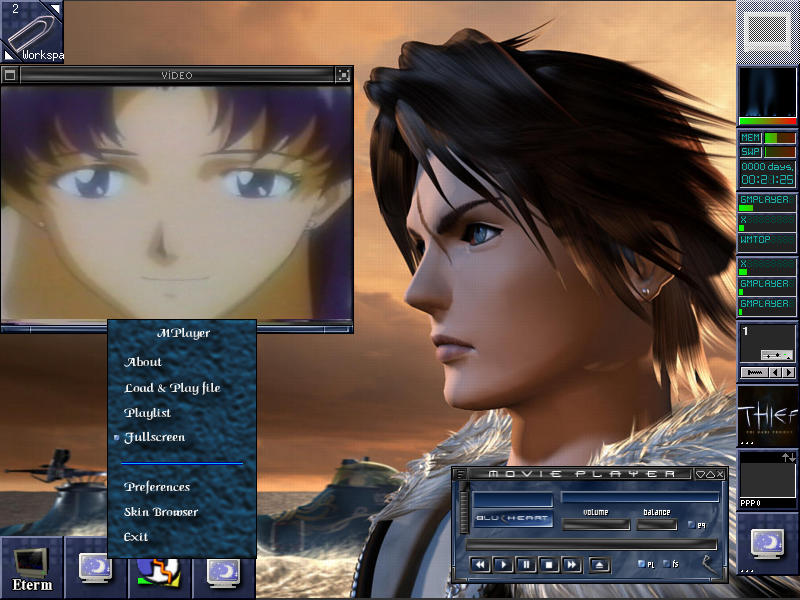 2
Workspa
ViDEO
MPlayer
About
Load & Play file
Playlist
Fullscreen
Preferences
Skin Browser
Exit
Eterm
MOVIE PLAYER
BLUEHEART
volume
balance
eq
PL
fs
MEM
SWP
0000 days,
00:21:25
GMPLAYER
X
WMTOP
X
GMPLAYER
GMPLAYER
1
THIEF
THE DARK PROJECT
...
PPP0
...